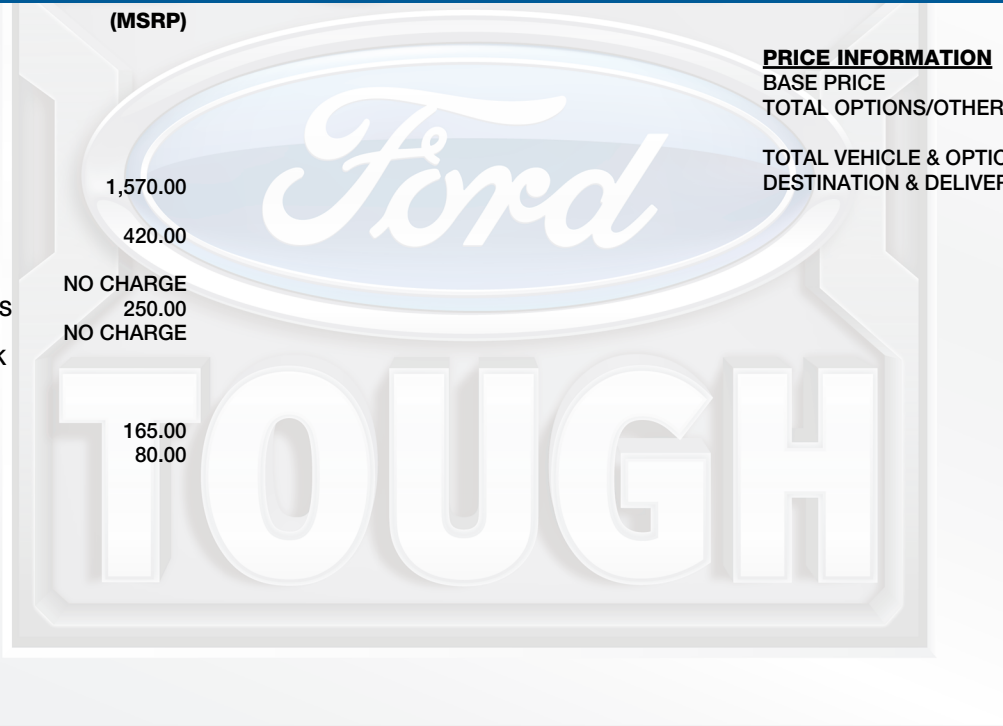 (MSRP)
1,570.00
420.00
NO CHARGE
S 250.00
NO CHARGE
K
165.00
80.00
PRICE INFORMATION
BASE PRICE
TOTAL OPTIONS/OTHER
TOTAL VEHICLE & OPTIO
DESTINATION & DELIVER
Ford
TOUGH